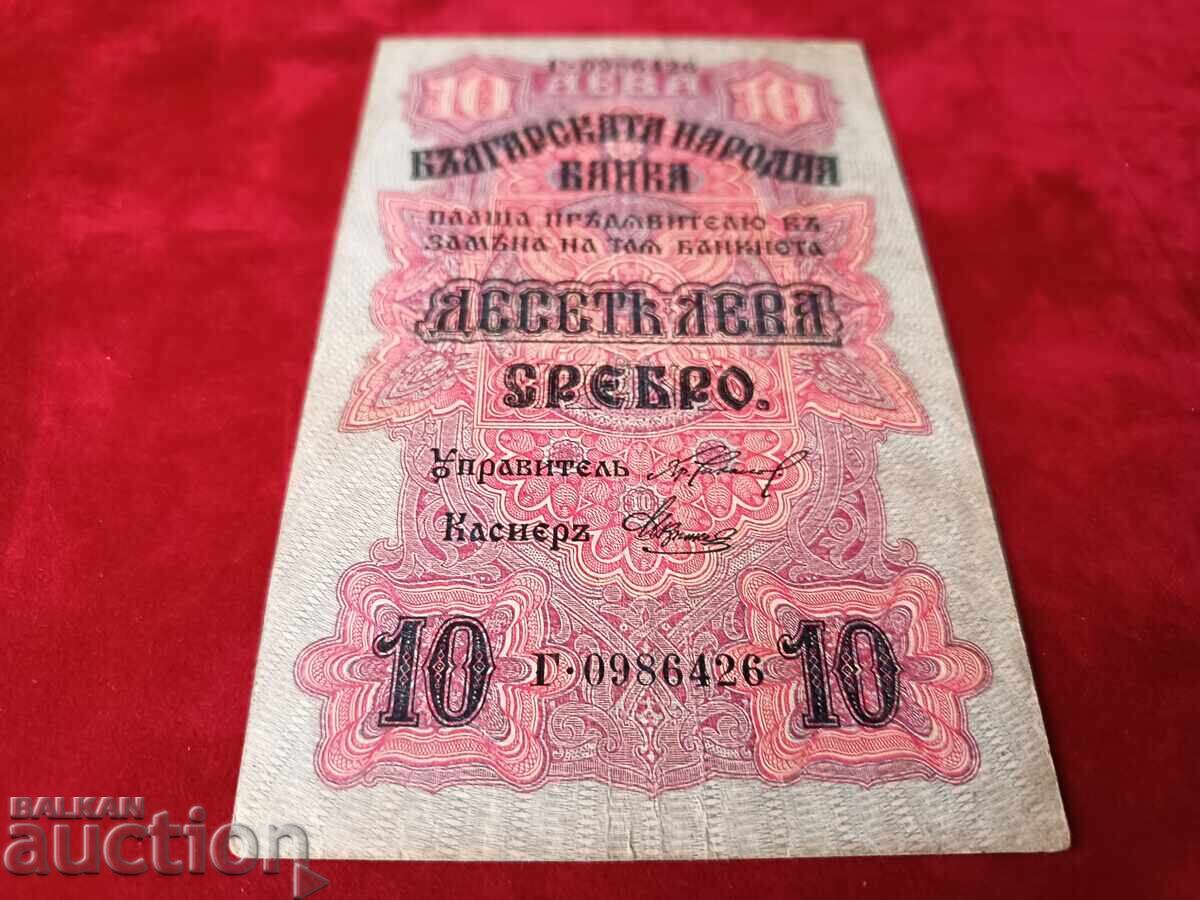 Г·0986426
10 ЛЕВА 10
БЪЛГАРСКАТА НАРОДНА
БАНКА
ПЛАЩА ПРѢДЯВИТЕЛЮ ВЪ
ЗАМѢНА НА ТАЯ БАНКНОТА
ДЕСЕТЬ ЛЕВА
СРЕБРО.
Управитель
Касиеръ
10 Г·0986426 10
BALKAN
auction